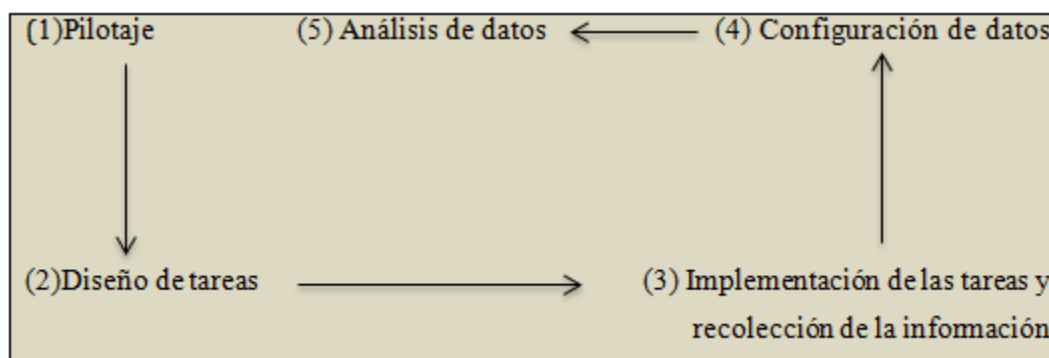 (1)Pilotaje
(5) Análisis de datos
(4) Configuración de datos
(2)Diseño de tareas
(3) Implementación de las tareas y
recolección de la información